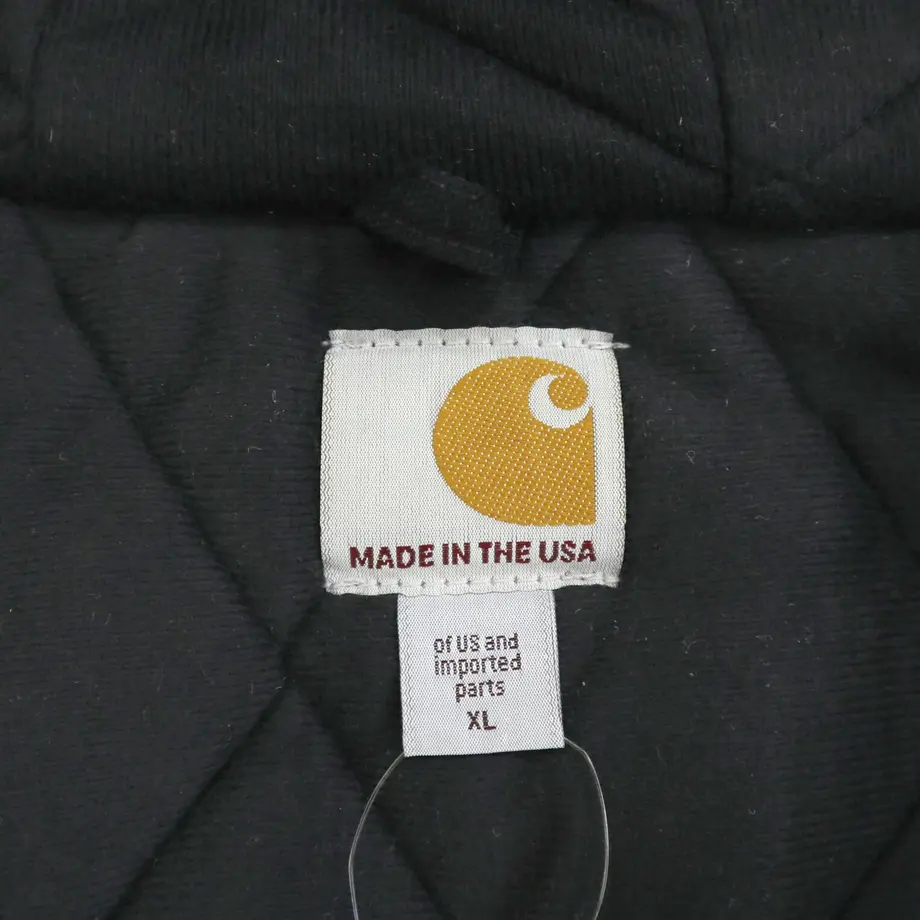 MADE IN THE USA
of US and
imported
parts
XL